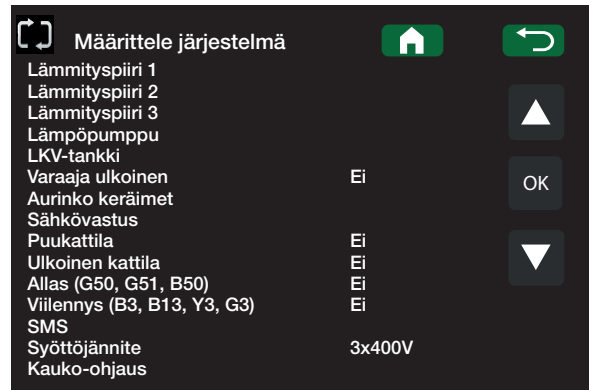 Määrittele järjestelmä
Lämmityspiiri 1
Lämmityspiiri 2
Lämmityspiiri 3
Lämpöpumppu
LKV-tankki
Varaaja ulkoinen Ei
OK
Aurinko keräimet
Sähkövastus
Puukattila Ei
Ulkoinen kattila Ei
Allas (G50, G51, B50) Ei
Viilennys (B3, B13, Y3, G3) Ei
SMS
Syöttöjännite 3x400V
Kauko-ohjaus